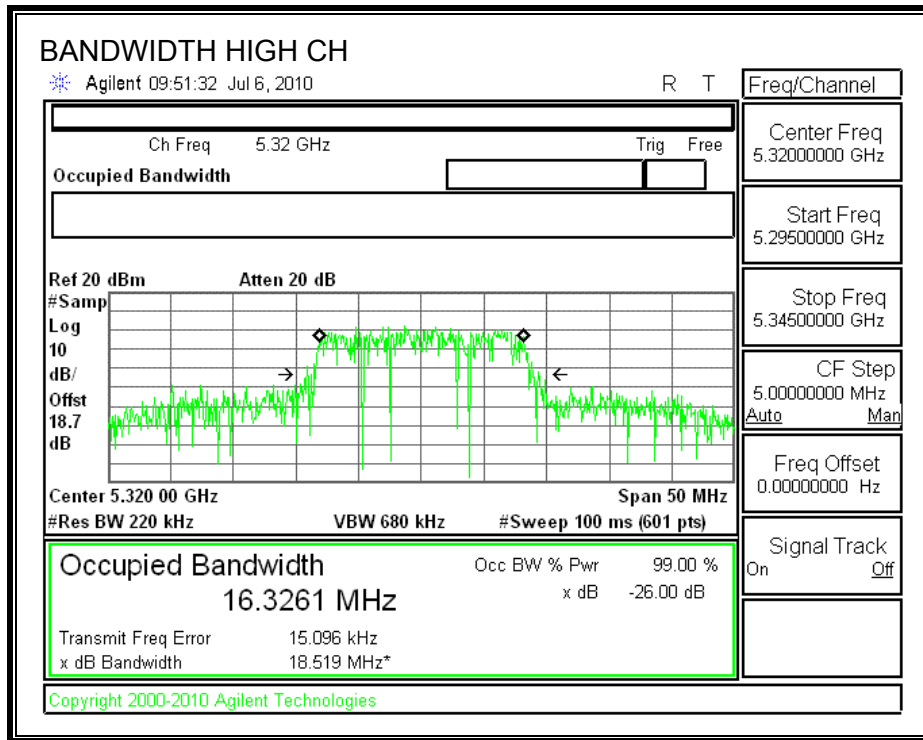 BANDWIDTH HIGH CH
Agilent 09:51:32 Jul 6, 2010 R T
Freq/Channel
Ch Freq 5.32 GHz Trig Free
Occupied Bandwidth
Center Freq
5.32000000 GHz
Start Freq
5.29500000 GHz
Stop Freq
5.34500000 GHz
CF Step
5.00000000 MHz
Auto Man
Freq Offset
0.00000000 Hz
Signal Track
On Off
Ref 20 dBm Atten 20 dB
#Samp
Log
10
dB/
Offst
18.7
dB
Center 5.320 00 GHz Span 50 MHz
#Res BW 220 kHz VBW 680 kHz #Sweep 100 ms (601 pts)
Occupied Bandwidth Occ BW % Pwr 99.00 %
16.3261 MHz x dB -26.00 dB
Transmit Freq Error 15.096 kHz
x dB Bandwidth 18.519 MHz*
Copyright 2000-2010 Agilent Technologies